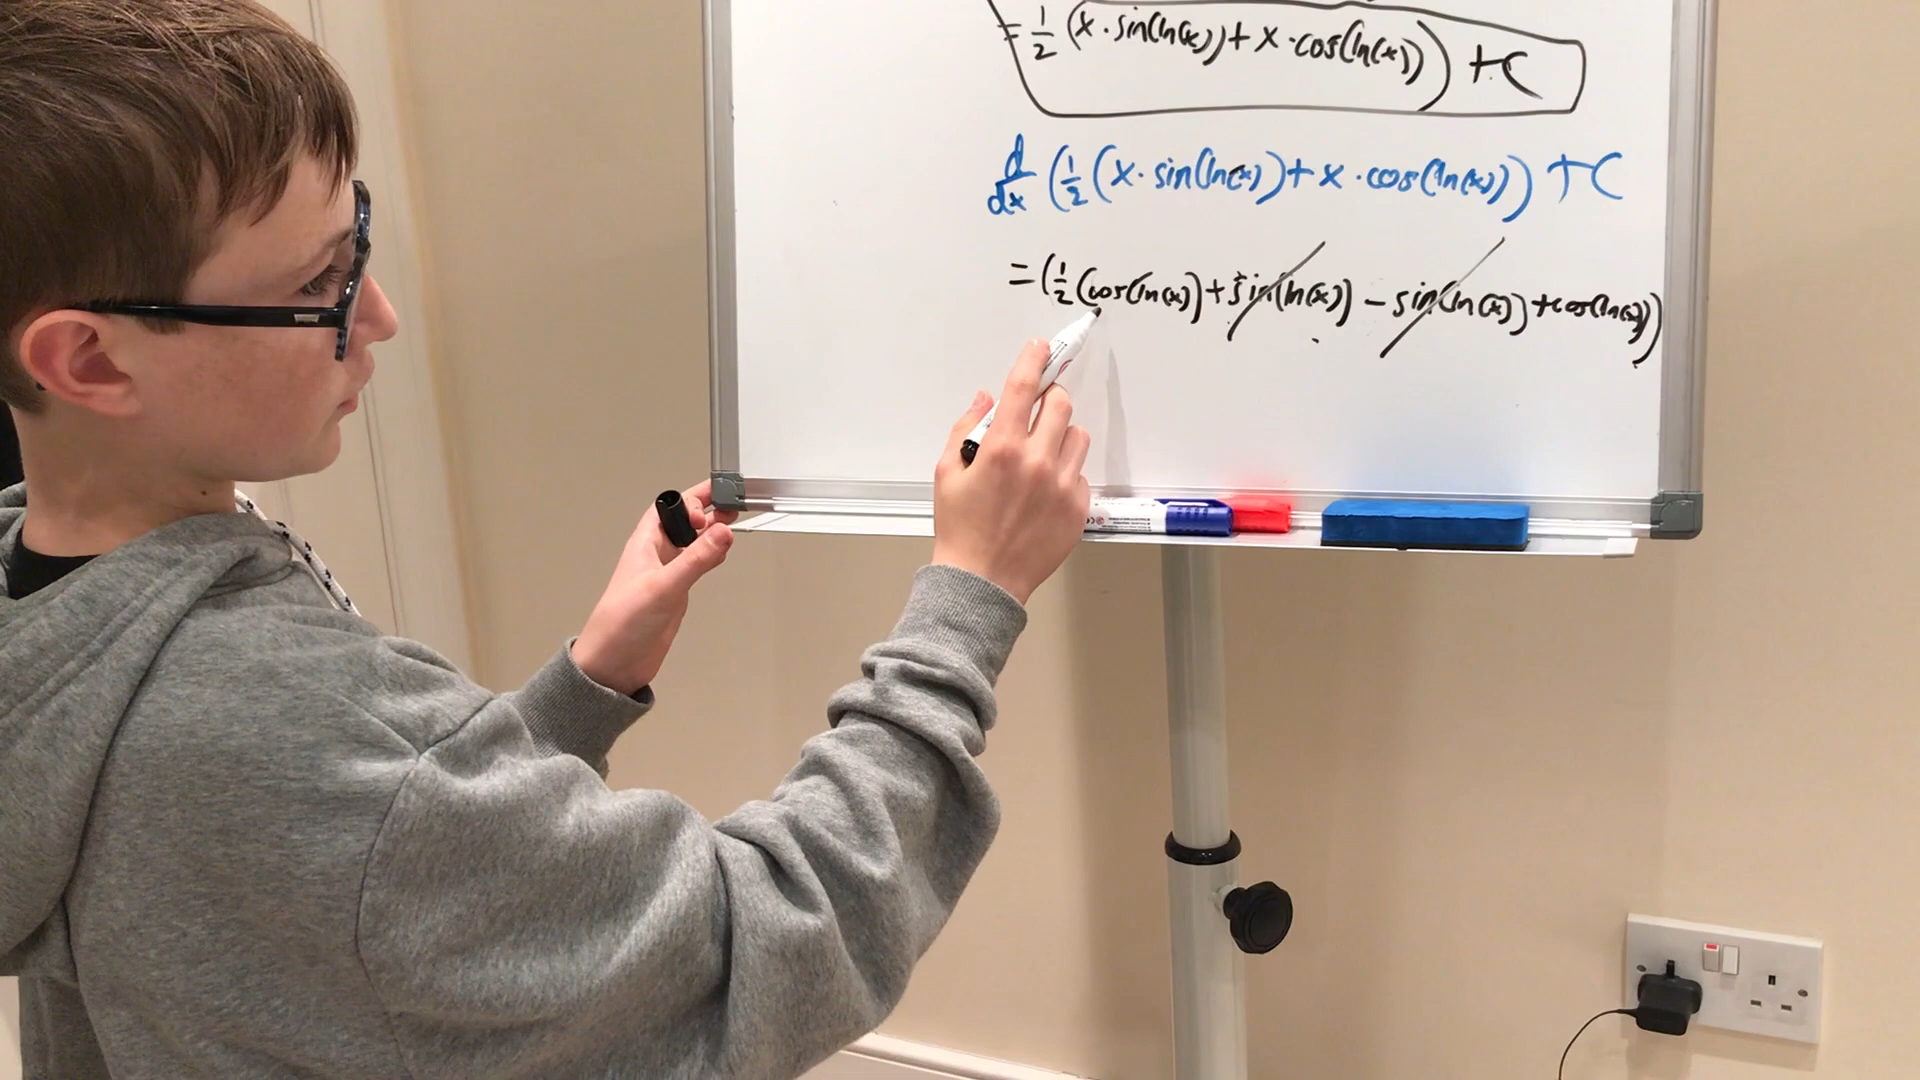 = 1/2 (x · sin(ln(x)) + x · cos(ln(x))) + C
d/dx (1/2 (x · sin(ln(x)) + x · cos(ln(x))) + C
= (1/2 (cos(ln(x)) + sin(ln(x)) - sin(ln(x)) + cos(ln(x)))